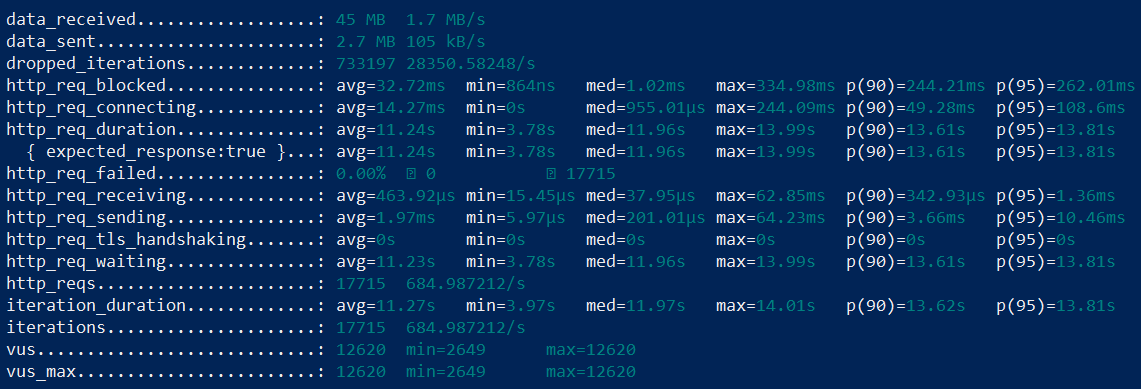 data_received..................: 45 MB  1.7 MB/s
data_sent......................: 2.7 MB 105 kB/s
dropped_iterations.............: 733197 28350.58248/s
http_req_blocked...............: avg=32.72ms  min=864ns   med=1.02ms   max=334.98ms p(90)=244.21ms p(95)=262.01ms
http_req_connecting............: avg=14.27ms  min=0s      med=955.01µs max=244.09ms p(90)=49.28ms  p(95)=108.6ms
http_req_duration..............: avg=11.24s   min=3.78s   med=11.96s   max=13.99s   p(90)=13.61s   p(95)=13.81s
  { expected_response:true }...: avg=11.24s   min=3.78s   med=11.96s   max=13.99s   p(90)=13.61s   p(95)=13.81s
http_req_failed................: 0.00%  0           17715
http_req_receiving.............: avg=463.92µs min=15.45µs med=37.95µs  max=62.85ms  p(90)=342.93µs p(95)=1.36ms
http_req_sending...............: avg=1.97ms   min=5.97µs  med=201.01µs max=64.23ms  p(90)=3.66ms   p(95)=10.46ms
http_req_tls_handshaking.......: avg=0s       min=0s      med=0s       max=0s       p(90)=0s       p(95)=0s
http_req_waiting...............: avg=11.23s   min=3.78s   med=11.96s   max=13.99s   p(90)=13.61s   p(95)=13.81s
http_reqs......................: 17715  684.987212/s
iteration_duration.............: avg=11.27s   min=3.97s   med=11.97s   max=14.01s   p(90)=13.62s   p(95)=13.81s
iterations.....................: 17715  684.987212/s
vus............................: 12620  min=2649      max=12620
vus_max........................: 12620  min=2649      max=12620